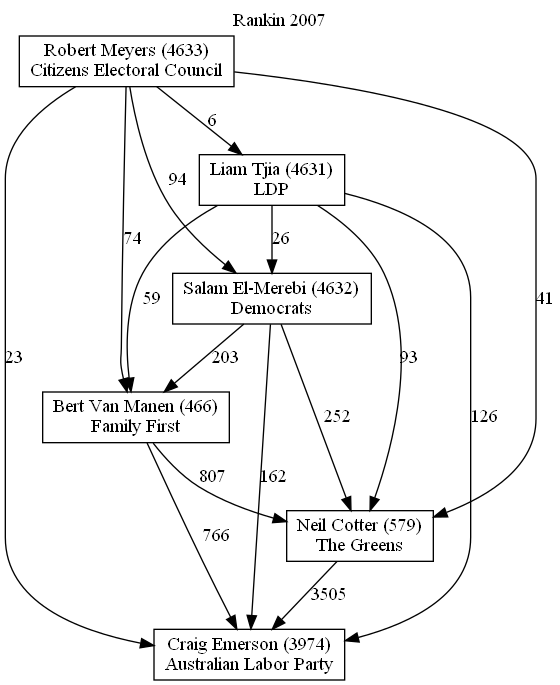 Rankin 2007
Robert Meyers (4633)
Citizens Electoral Council
6
Liam Tjia (4631)
LDP
94
74
26
59
Salam El-Merebi (4632)
Democrats
23
41
203
93
Bert Van Manen (466)
Family First
252
126
807
162
Neil Cotter (579)
The Greens
766
3505
Craig Emerson (3974)
Australian Labor Party